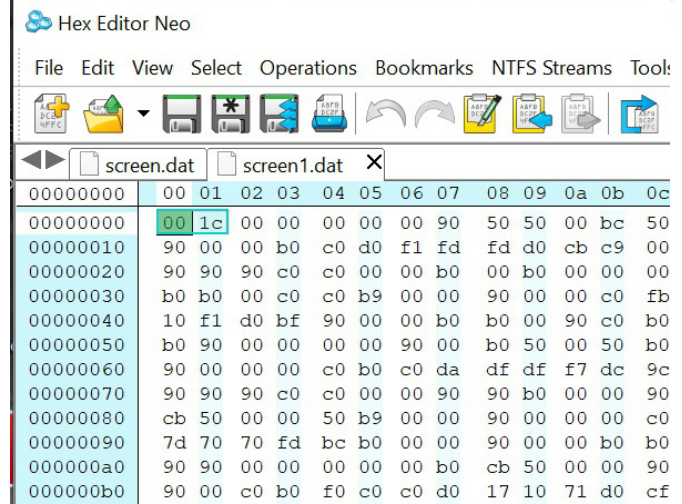 Hex Editor Neo
File Edit View Select Operations Bookmarks NTFS Streams Tools
screen.dat screen1.dat X
00000000 00 01 02 03 04 05 06 07 08 09 0a 0b 0c
00000000 00 1c 00 00 00 00 00 90 50 50 00 bc 50
00000010 90 00 00 b0 c0 d0 f1 fd fd d0 cb c9 00
00000020 90 90 90 c0 c0 00 00 b0 00 b0 00 00 00
00000030 b0 b0 00 c0 c0 b9 00 00 90 00 00 c0 fb
00000040 10 f1 d0 bf 90 00 00 b0 b0 00 90 c0 b0
00000050 b0 90 00 00 00 00 90 00 b0 50 00 50 b0
00000060 90 00 00 00 c0 b0 c0 da df df f7 dc 9c
00000070 90 90 90 c0 c0 00 00 90 90 b0 00 00 90
00000080 cb 50 00 00 50 b9 00 00 90 00 00 00 c0
00000090 7d 70 70 fd bc b0 00 00 90 00 00 b0 b0
000000a0 90 90 00 00 00 00 00 b0 cb 50 00 00 90
000000b0 90 00 c0 b0 f0 c0 c0 d0 17 10 71 d0 cf